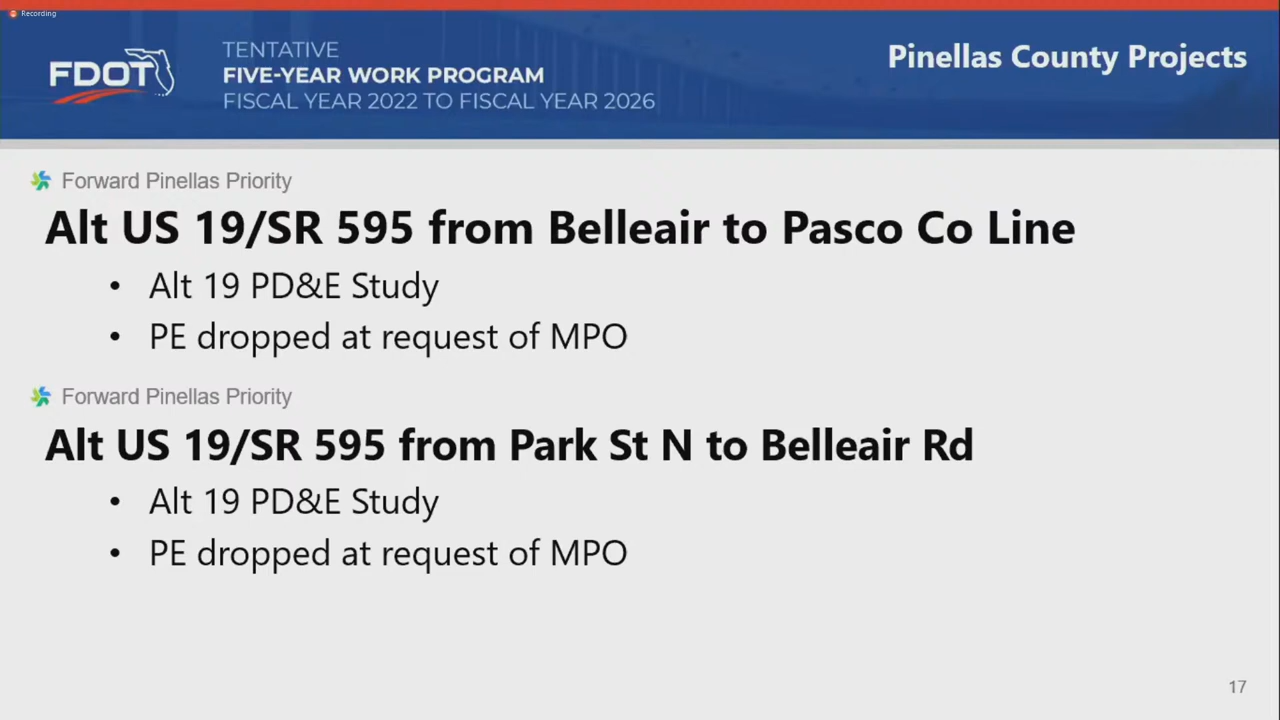 Recording
FDOT
TENTATIVE
FIVE-YEAR WORK PROGRAM
FISCAL YEAR 2022 TO FISCAL YEAR 2026
Pinellas County Projects
Forward Pinellas Priority
Alt US 19/SR 595 from Belleair to Pasco Co Line
• Alt 19 PD&E Study
• PE dropped at request of MPO
Forward Pinellas Priority
Alt US 19/SR 595 from Park St N to Belleair Rd
• Alt 19 PD&E Study
• PE dropped at request of MPO
17